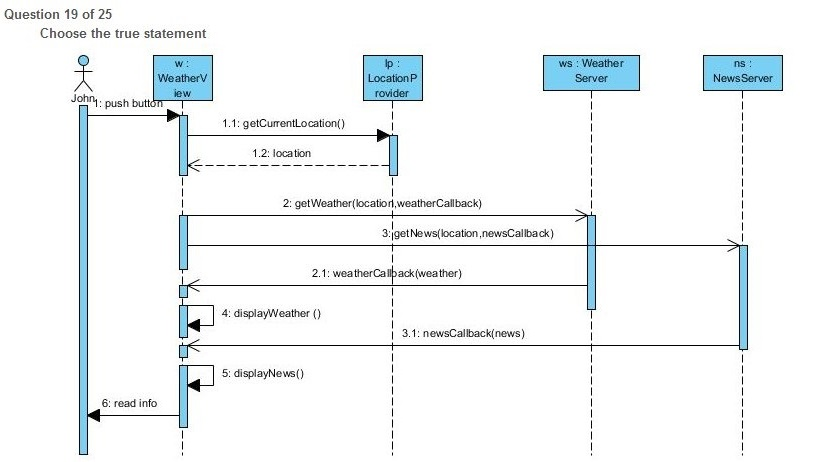 Question 19 of 25
Choose the true statement
w :
WeatherV
iew
lp :
LocationP
rovider
ws : Weather
Server
ns :
NewsServer
John
1: push button
1.1: getCurrentLocation()
1.2: location
2: getWeather(location,weatherCallback)
3:getNews(location,newsCallback)
2.1: weatherCallback(weather)
4: displayWeather ()
3.1: newsCallback(news)
5: displayNews()
6: read info